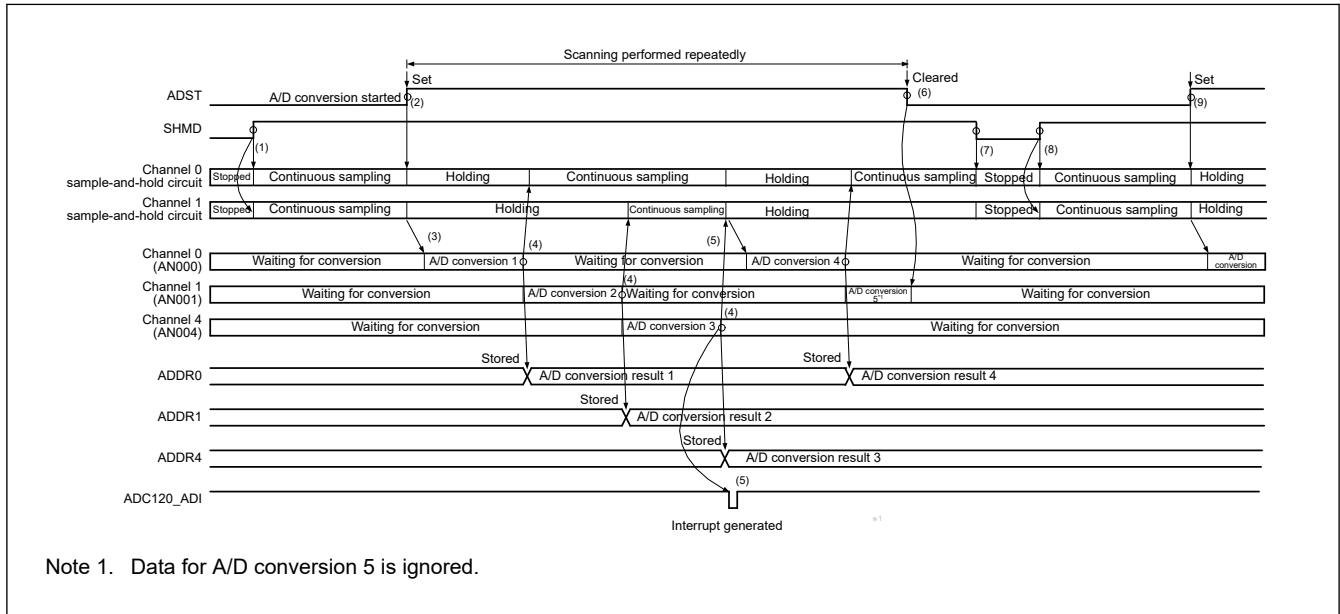 Scanning performed repeatedly
Set
Cleared
Set
ADST
A/D conversion started
(2)
(6)
(9)
SHMD
(1)
(7)
(8)
Channel 0
sample-and-hold circuit
Stopped
Continuous sampling
Holding
Continuous sampling
Holding
Continuous sampling
Stopped
Continuous sampling
Holding
Channel 1
sample-and-hold circuit
Stopped
Continuous sampling
Holding
Continuous sampling
Holding
Stopped
Continuous sampling
Holding
(3)
(4)
(5)
Channel 0
(AN000)
Waiting for conversion
A/D conversion 1
Waiting for conversion
A/D conversion 4
Waiting for conversion
A/D
conversion
(4)
Channel 1
(AN001)
Waiting for conversion
A/D conversion 2
Waiting for conversion
A/D conversion
5*1
Waiting for conversion
(4)
Channel 4
(AN004)
Waiting for conversion
A/D conversion 3
Waiting for conversion
Stored
Stored
ADDR0
A/D conversion result 1
A/D conversion result 4
Stored
ADDR1
A/D conversion result 2
Stored
ADDR4
A/D conversion result 3
(5)
ADC120_ADI
Interrupt generated
*1
Note 1. Data for A/D conversion 5 is ignored.